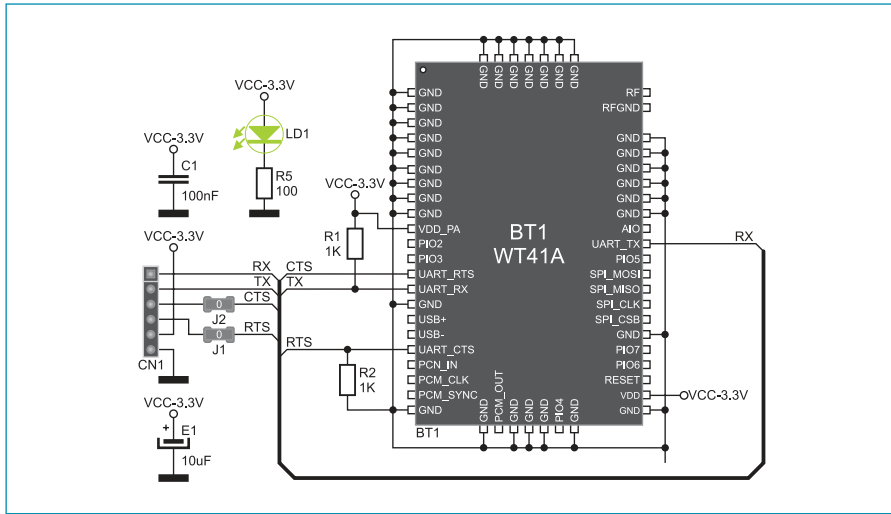 VCC-3.3V
LD1
R5
100
VCC-3.3V
C1
100nF
VCC-3.3V
R1
1K
VCC-3.3V
RX
TX
CTS
RTS
J2
0
J1
0
CN1
CTS
TX
RTS
R2
1K
VCC-3.3V
+
E1
10uF
GND GND GND GND GND GND GND
GND
GND
GND
GND
GND
GND
GND
GND
GND
VDD_PA
PIO2
PIO3
UART_RTS
UART_RX
GND
USB+
USB-
UART_CTS
PCN_IN
PCM_CLK
PCM_SYNC
GND
BT1
WT41A
RF
RFGND
GND
GND
GND
GND
GND
GND
AIO
UART_TX
PIO5
SPI_MOSI
SPI_MISO
SPI_CLK
SPI_CSB
GND
PIO7
PIO6
RESET
VDD
GND
GND PCM_OUT GND GND GND PIO4 GND
BT1
RX
VCC-3.3V